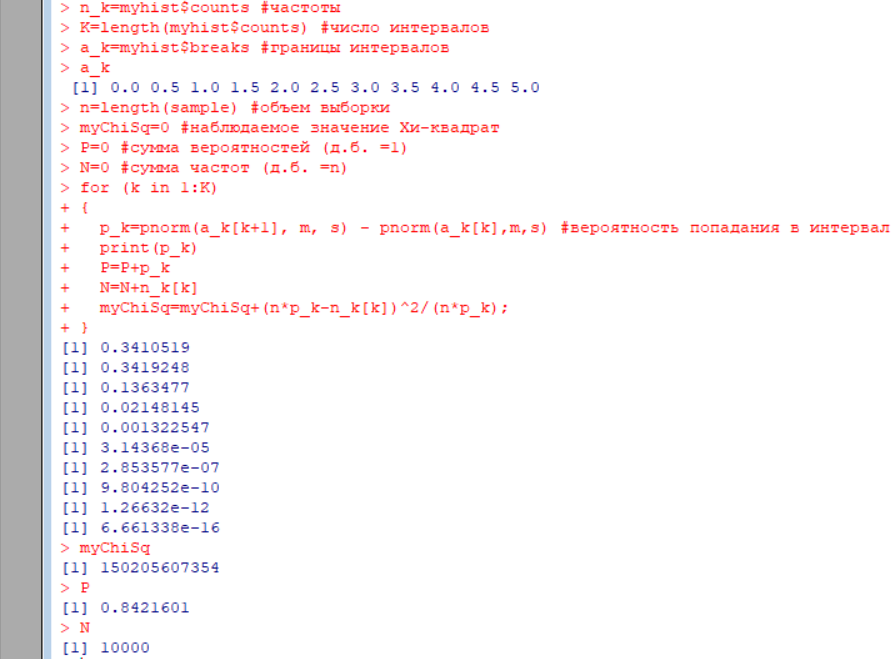 > n_k=myhist$counts #частоты
> K=length(myhist$counts) #число интервалов
> a_k=myhist$breaks #границы интервалов
> a_k
[1] 0.0 0.5 1.0 1.5 2.0 2.5 3.0 3.5 4.0 4.5 5.0
> n=length(sample) #объем выборки
> myChiSq=0 #наблюдаемое значение Хи-квадрат
> P=0 #сумма вероятностей (д.б. =1)
> N=0 #сумма частот (д.б. =n)
> for (k in 1:K)
+ {
+   p_k=pnorm(a_k[k+1], m, s) - pnorm(a_k[k],m,s) #вероятность попадания в интервал
+   print(p_k)
+   P=P+p_k
+   N=N+n_k[k]
+   myChiSq=myChiSq+(n*p_k-n_k[k])^2/(n*p_k);
+ }
[1] 0.3410519
[1] 0.3419248
[1] 0.1363477
[1] 0.02148145
[1] 0.001322547
[1] 3.14368e-05
[1] 2.853577e-07
[1] 9.804252e-10
[1] 1.26632e-12
[1] 6.661338e-16
> myChiSq
[1] 150205607354
> P
[1] 0.8421601
> N
[1] 10000